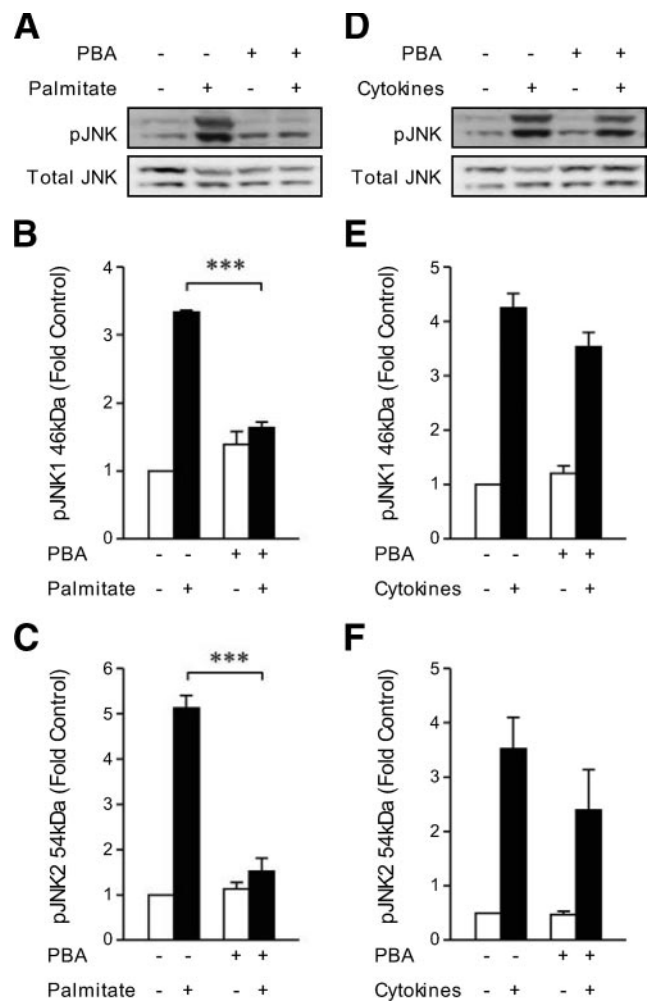 A
PBA - - + +
Palmitate - + - +
pJNK
Total JNK
D
PBA - - + +
Cytokines - + - +
pJNK
Total JNK
B
pJNK1 46kDa (Fold Control)
4
3
2
1
0
***
PBA - - + +
Palmitate - + - +
E
pJNK1 46kDa (Fold Control)
5
4
3
2
1
0
PBA - - + +
Cytokines - + - +
C
pJNK2 54kDa (Fold Control)
6
5
4
3
2
1
0
***
PBA - - + +
Palmitate - + - +
F
pJNK2 54kDa (Fold Control)
5
4
3
2
1
0
PBA - - + +
Cytokines - + - +